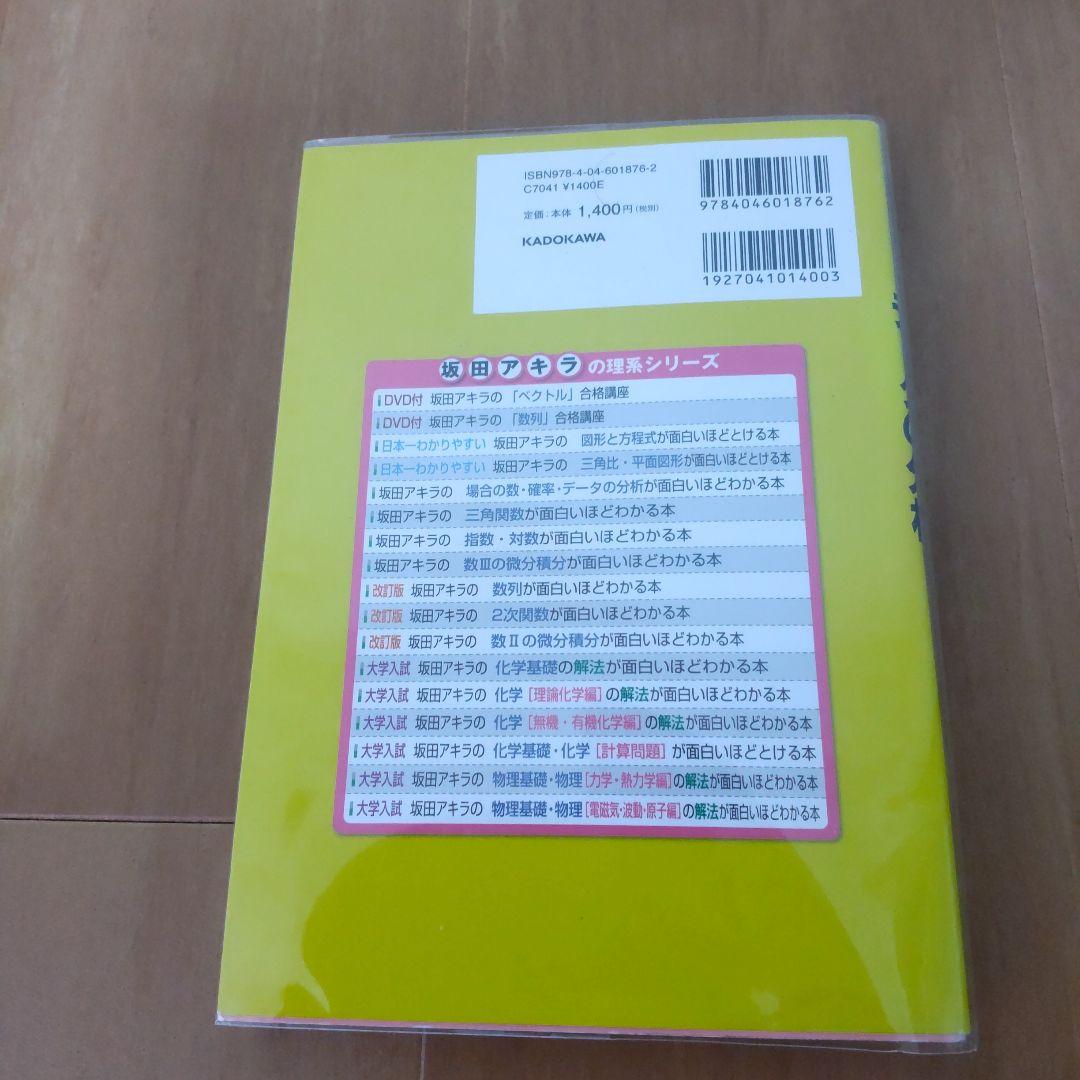 ISBN978-4-04-601876-2
C7041 ¥1400E
定価:本体 1,400円(税別)
KADOKAWA
9784046018762
1927041014003
坂田アキラの理系シリーズ
DVD付 坂田アキラの「ベクトル」合格講座
DVD付 坂田アキラの「数列」合格講座
日本一わかりやすい 坂田アキラの 図形と方程式が面白いほどとける本
日本一わかりやすい 坂田アキラの 三角比・平面図形が面白いほどとける本
坂田アキラの 場合の数・確率・データの分析が面白いほどわかる本
坂田アキラの 三角関数が面白いほどわかる本
坂田アキラの 指数・対数が面白いほどわかる本
坂田アキラの 数Ⅲの微分積分が面白いほどわかる本
改訂版 坂田アキラの 数列が面白いほどわかる本
改訂版 坂田アキラの 2次関数が面白いほどわかる本
改訂版 坂田アキラの 数Ⅱの微分積分が面白いほどわかる本
大学入試 坂田アキラの 化学基礎の解法が面白いほどわかる本
大学入試 坂田アキラの 化学[理論化学編]の解法が面白いほどわかる本
大学入試 坂田アキラの 化学[無機・有機化学編]の解法が面白いほどわかる本
大学入試 坂田アキラの 化学基礎・化学[計算問題]が面白いほどとける本
大学入試 坂田アキラの 物理基礎・物理[力学・熱力学編]の解法が面白いほどわかる本
大学入試 坂田アキラの 物理基礎・物理[電磁気・波動・原子編]の解法が面白いほどわかる本